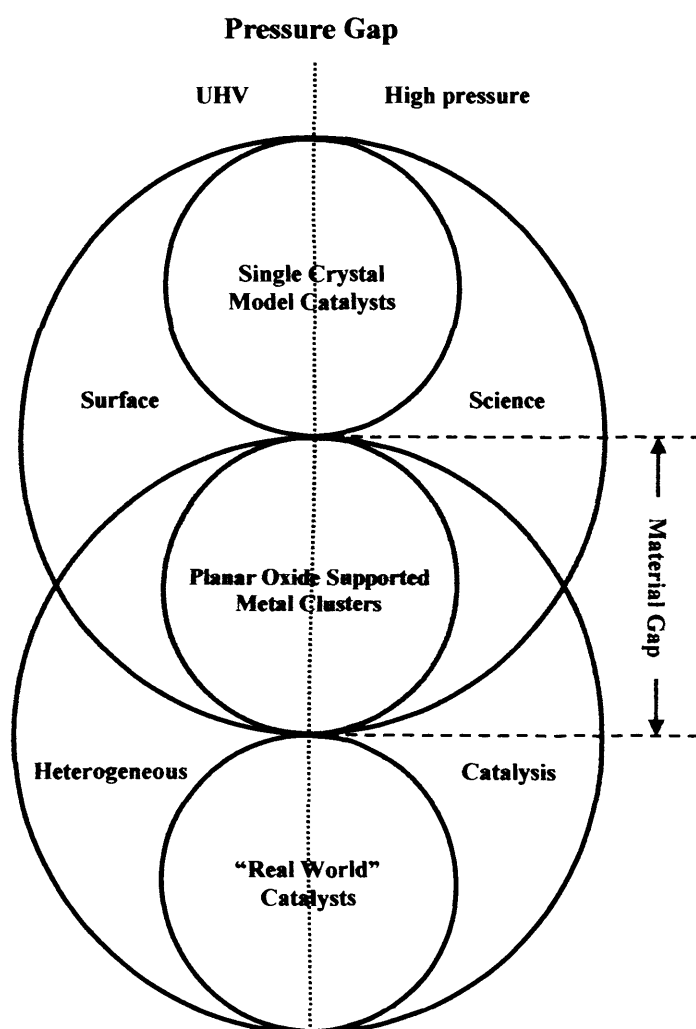 Pressure Gap
UHV
High pressure
Single Crystal
Model Catalysts
Surface
Science
Planar Oxide Supported
Metal Clusters
Material Gap
Heterogeneous
Catalysis
“Real World”
Catalysts